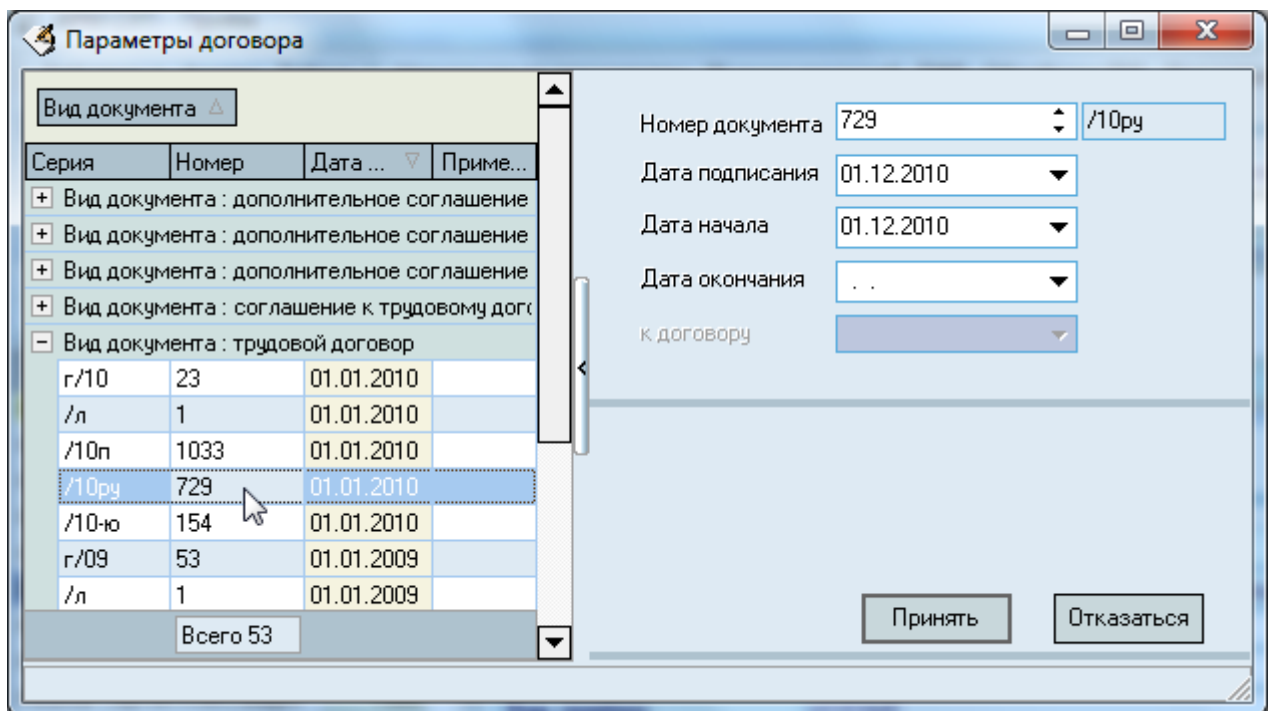 Параметры договора
Вид документа
Серия Номер Дата ... Приме...
Вид документа : дополнительное соглашение
Вид документа : дополнительное соглашение
Вид документа : дополнительное соглашение
Вид документа : соглашение к трудовому дого
Вид документа : трудовой договор
г/10 23 01.01.2010
/л 1 01.01.2010
/10п 1033 01.01.2010
/10ру 729 01.01.2010
/10-ю 154 01.01.2010
г/09 53 01.01.2009
/л 1 01.01.2009
Всего 53
Номер документа 729 /10ру
Дата подписания 01.12.2010
Дата начала 01.12.2010
Дата окончания . .
к договору
Принять Отказаться